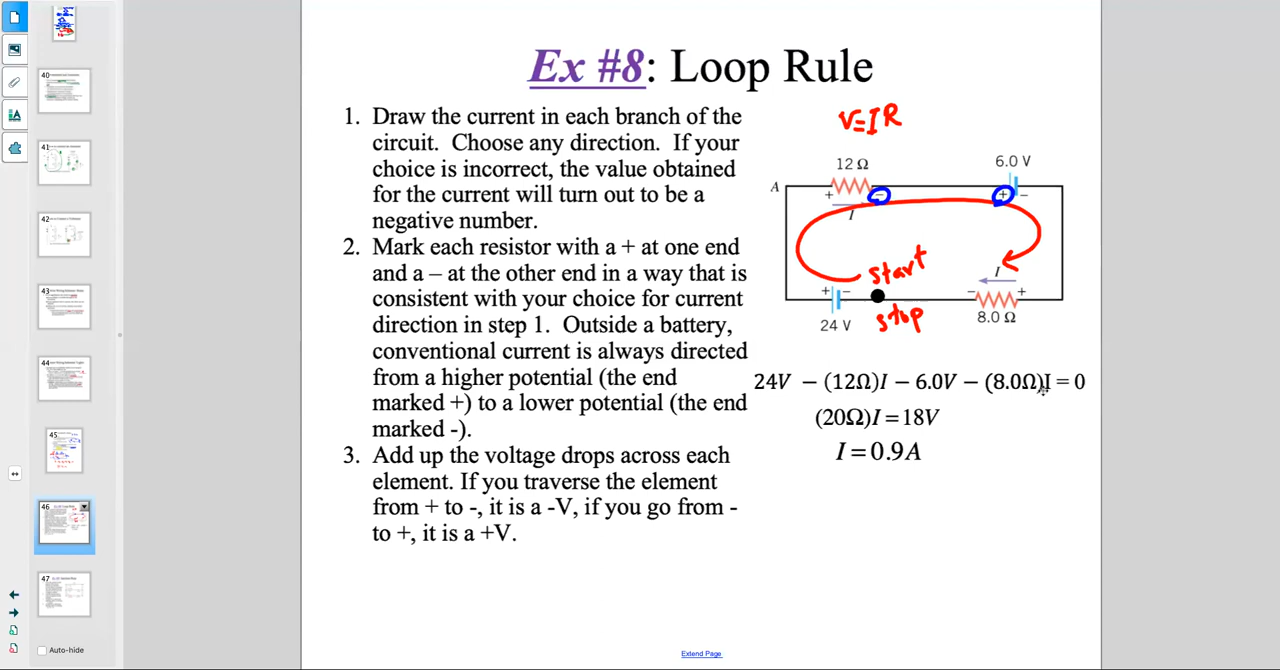 Ex #8: Loop Rule
1. Draw the current in each branch of the
circuit. Choose any direction. If your
choice is incorrect, the value obtained
for the current will turn out to be a
negative number.
2. Mark each resistor with a + at one end
and a – at the other end in a way that is
consistent with your choice for current
direction in step 1. Outside a battery,
conventional current is always directed
from a higher potential (the end
marked +) to a lower potential (the end
marked -).
3. Add up the voltage drops across each
element. If you traverse the element
from + to -, it is a -V, if you go from -
to +, it is a +V.
V=IR
12 Ω
6.0 V
A
+ −
+ −
I
start
I
+ −
− +
24 V
stop
8.0 Ω
24V − (12Ω)I − 6.0V − (8.0Ω)I = 0
(20Ω)I = 18V
I = 0.9A
40
41
42
43
44
45
46
47
Auto-hide
Extend Page